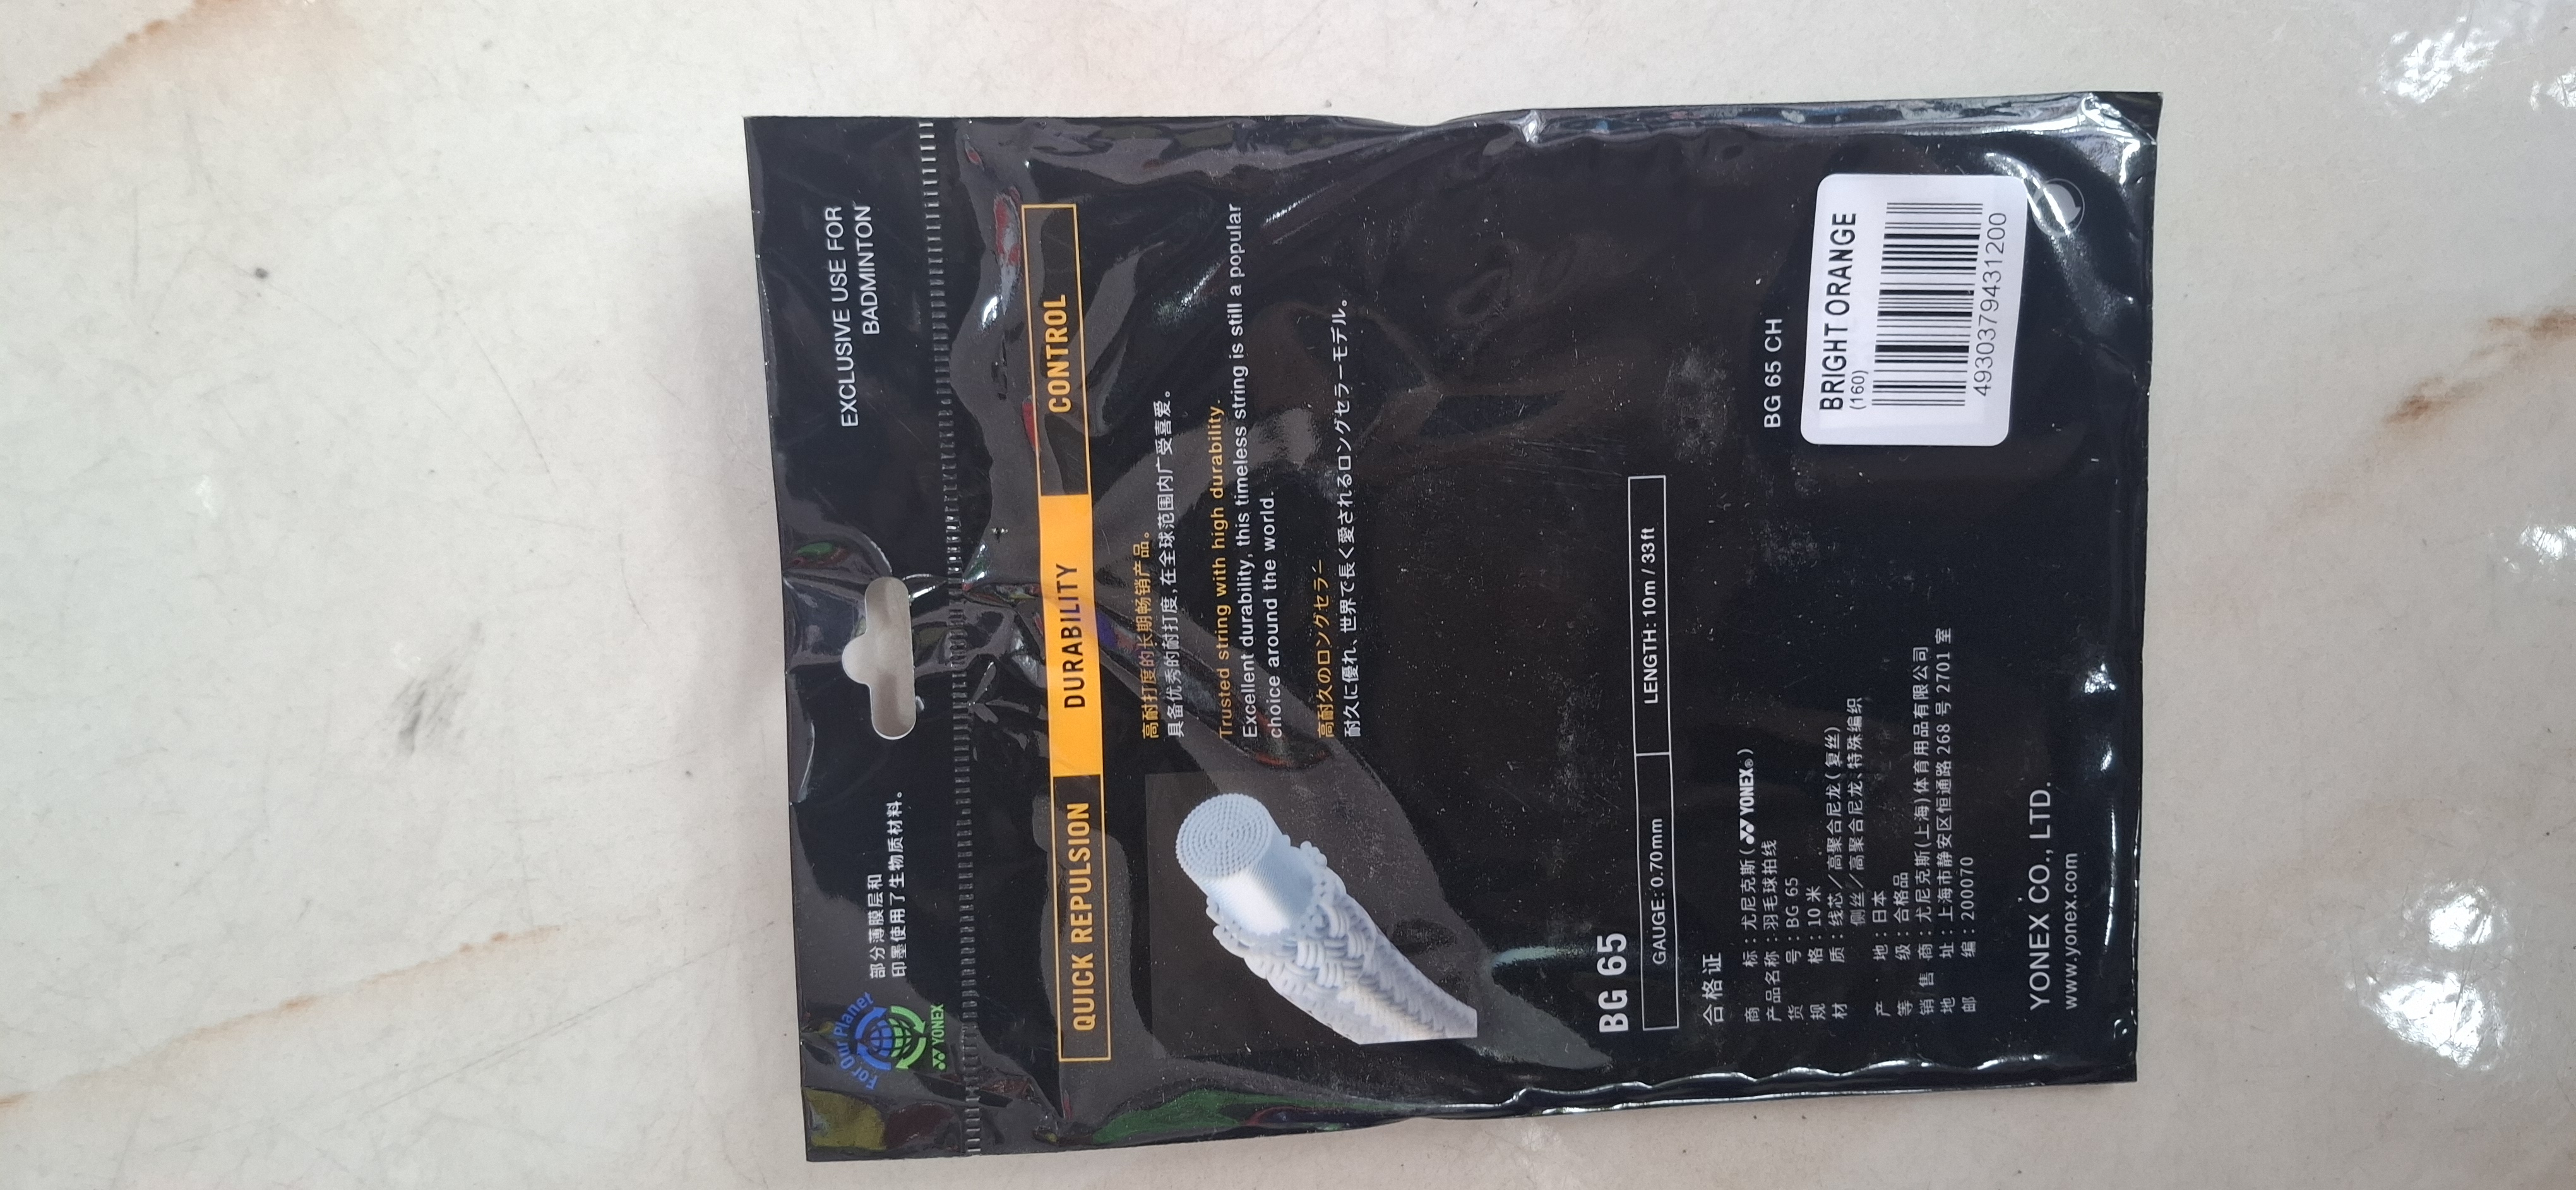 For Our Planet
YONEX
部分薄膜层和
印墨使用了生物质材料。
EXCLUSIVE USE FOR
BADMINTON
QUICK REPULSION
DURABILITY
CONTROL
高耐打度的长期畅销产品。
具备优秀的耐打度,在全球范围内广受喜爱。
Trusted string with high durability.
Excellent durability, this timeless string is still a popular
choice around the world.
高耐久のロングセラー
耐久に優れ、世界で長く愛されるロングセラーモデル。
BG 65
GAUGE: 0.70mm
LENGTH: 10m / 33ft
合格证
商 标：尤尼克斯(YONEX®)
产品名称：羽毛球拍线
货 号：BG 65
规 格：10 米
材 质：线芯／高聚合尼龙(复丝)
侧丝／高聚合尼龙、特殊编织
产 地：日本
等 级：合格品
销 售 商：尤尼克斯(上海)体育用品有限公司
地 址：上海市静安区恒通路 268 号 2701 室
邮 编：200070
YONEX CO., LTD.
www.yonex.com
BG 65 CH
BRIGHT ORANGE
(160)
4930379431200